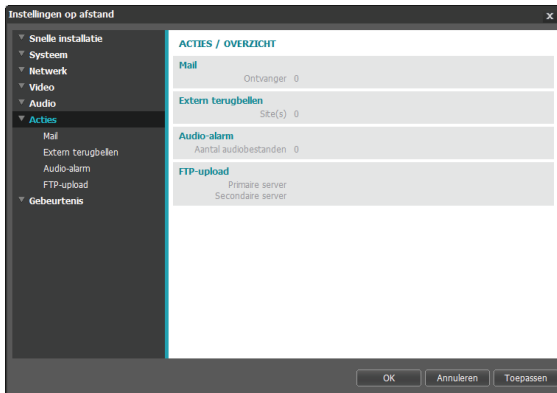 Instellingen op afstand
x
Snelle installatie
Systeem
Netwerk
Video
Audio
Acties
Mail
Extern terugbellen
Audio-alarm
FTP-upload
Gebeurtenis
ACTIES / OVERZICHT
Mail
Ontvanger 0
Extern terugbellen
Site(s) 0
Audio-alarm
Aantal audiobestanden 0
FTP-upload
Primaire server
Secondaire server
OK Annuleren Toepassen